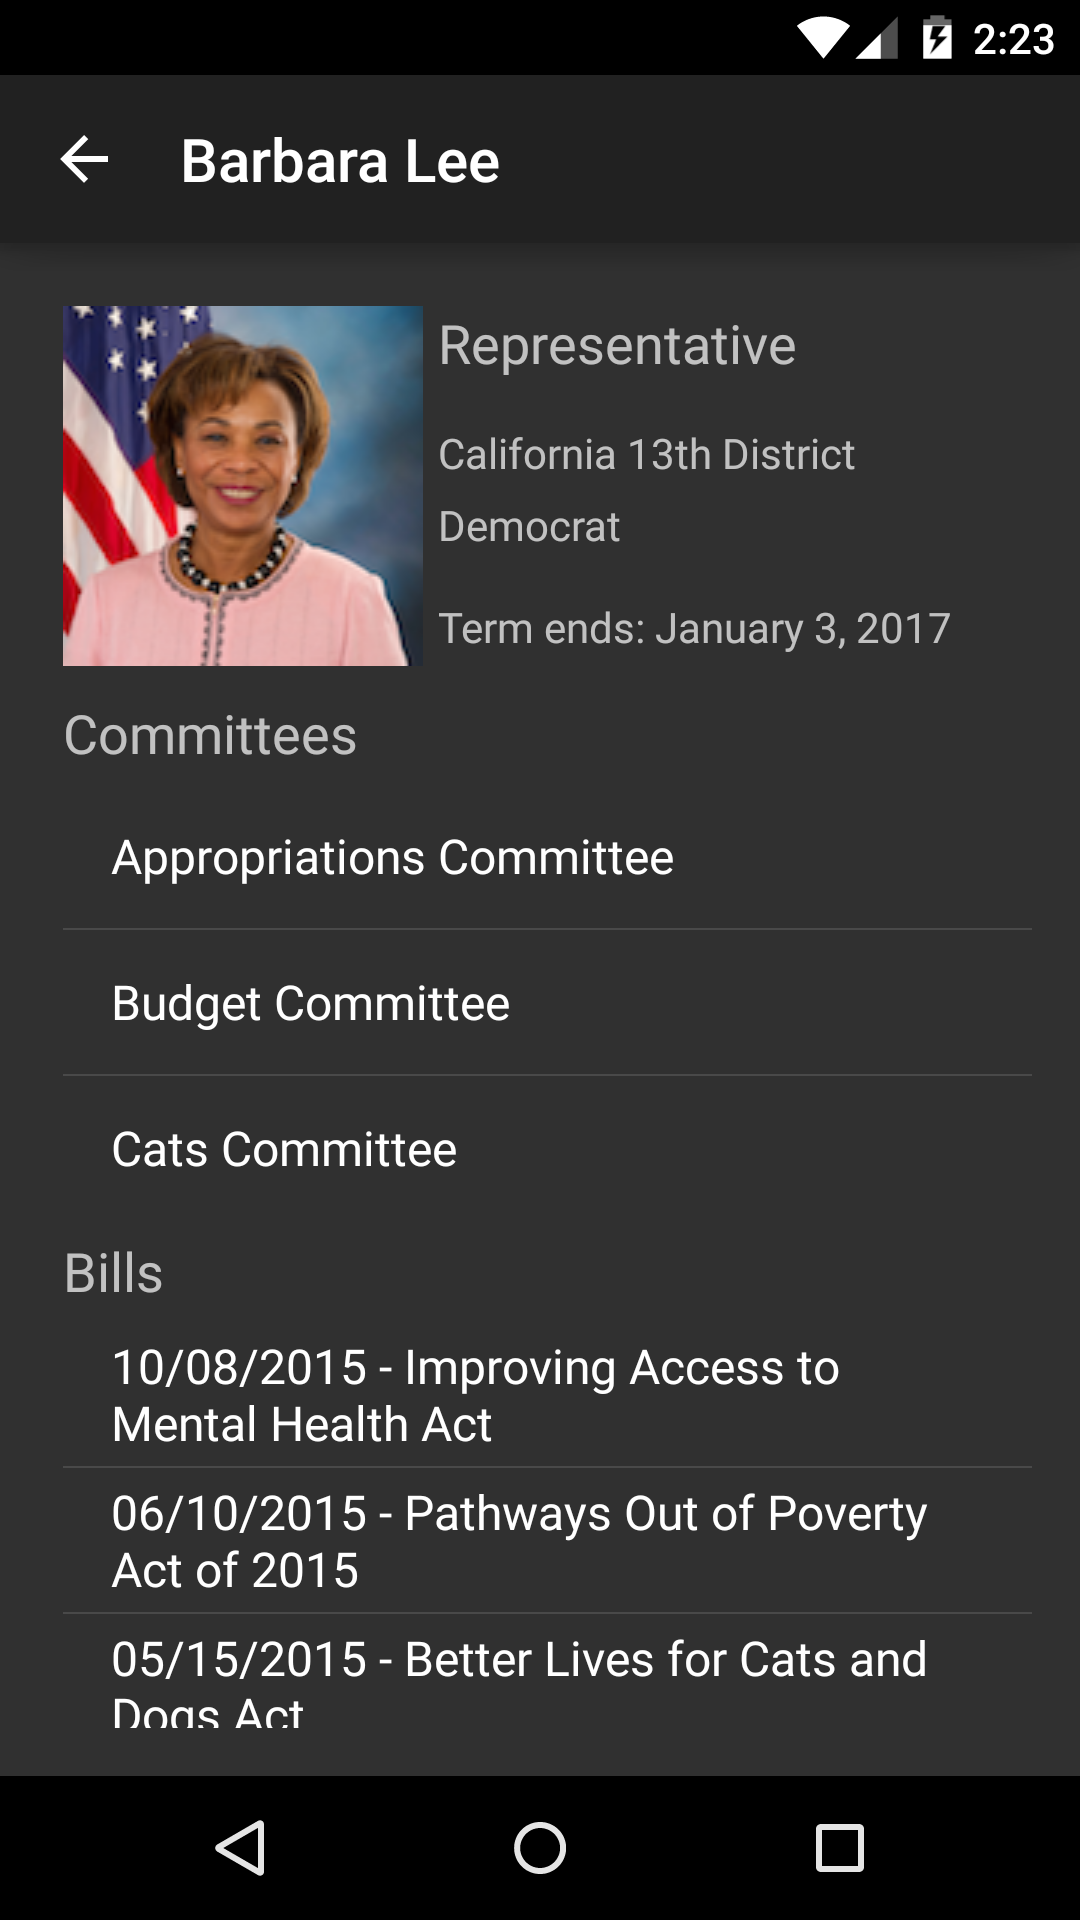 2:23
Barbara Lee
Representative
California 13th District
Democrat
Term ends: January 3, 2017
Committees
Appropriations Committee
Budget Committee
Cats Committee
Bills
10/08/2015 - Improving Access to
Mental Health Act
06/10/2015 - Pathways Out of Poverty
Act of 2015
05/15/2015 - Better Lives for Cats and
Dogs Act